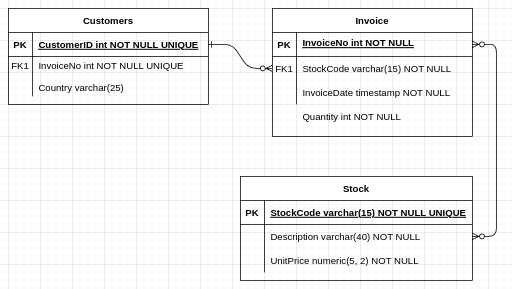 Customers
PK CustomerID int NOT NULL UNIQUE
FK1 InvoiceNo int NOT NULL UNIQUE
Country varchar(25)
Invoice
PK InvoiceNo int NOT NULL
FK1 StockCode varchar(15) NOT NULL
InvoiceDate timestamp NOT NULL
Quantity int NOT NULL
Stock
PK StockCode varchar(15) NOT NULL UNIQUE
Description varchar(40) NOT NULL
UnitPrice numeric(5, 2) NOT NULL